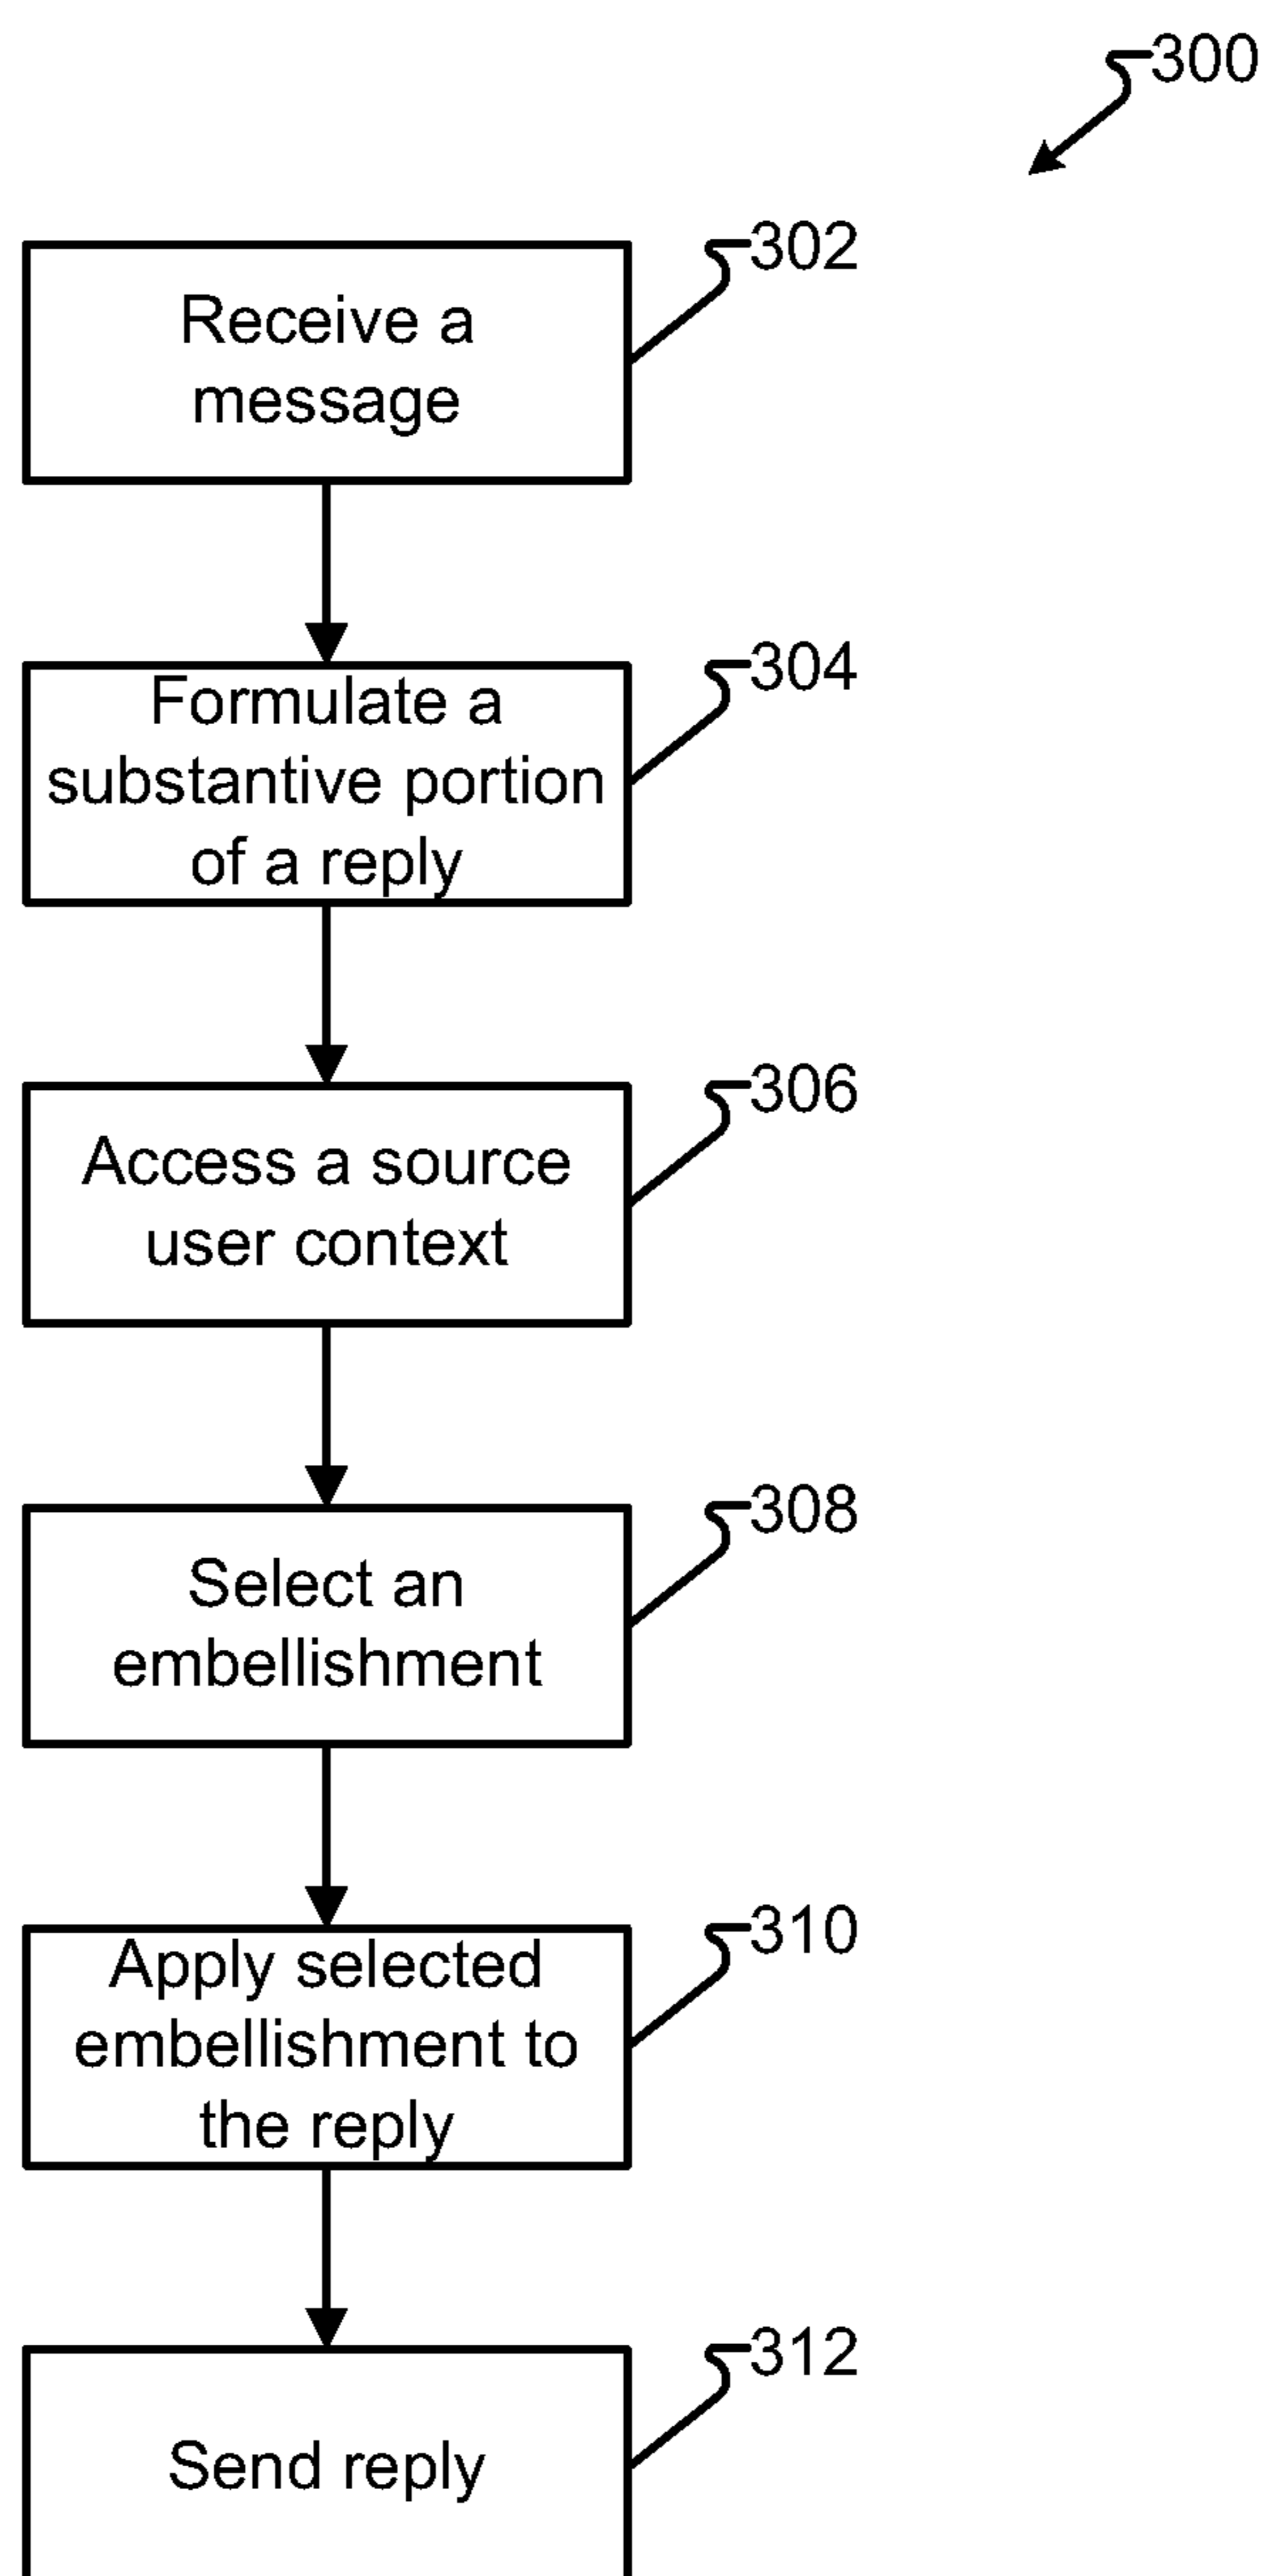 300
302
Receive a
message
304
Formulate a
substantive portion
of a reply
306
Access a source
user context
308
Select an
embellishment
310
Apply selected
embellishment to
the reply
312
Send reply